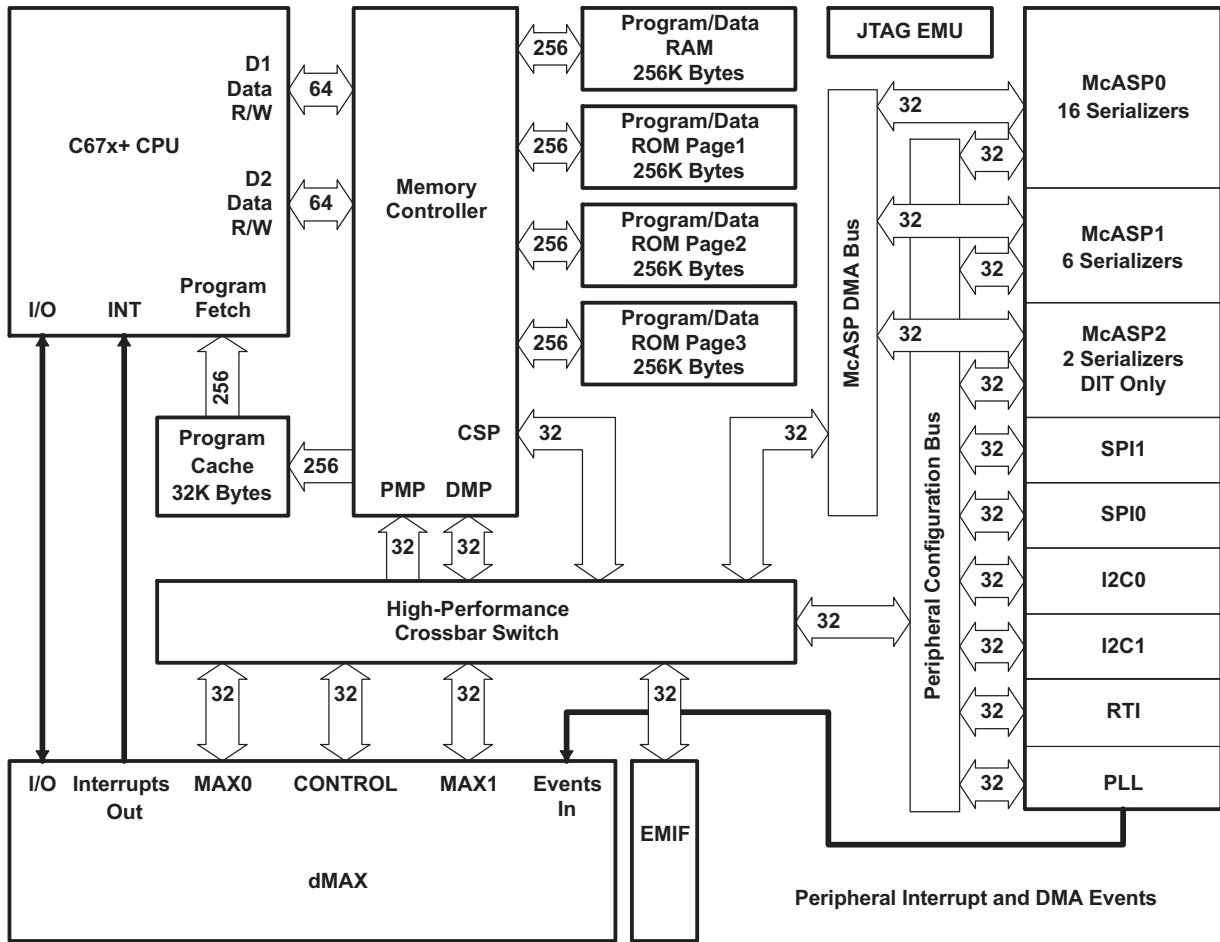 C67x+ CPU
D1
Data
R/W
64
D2
Data
R/W
64
I/O
INT
Program
Fetch
256
Program
Cache
32K Bytes
256
Memory
Controller
CSP
PMP
DMP
32
32
32
256
Program/Data
RAM
256K Bytes
256
Program/Data
ROM Page1
256K Bytes
256
Program/Data
ROM Page2
256K Bytes
256
Program/Data
ROM Page3
256K Bytes
JTAG EMU
McASP DMA Bus
32
Peripheral Configuration Bus
32
32
32
McASP0
16 Serializers
32
32
McASP1
6 Serializers
32
32
McASP2
2 Serializers
DIT Only
32
SPI1
32
SPI0
32
I2C0
32
I2C1
32
RTI
32
PLL
High-Performance
Crossbar Switch
32
32
32
32
I/O
Interrupts
Out
MAX0
CONTROL
MAX1
Events
In
dMAX
EMIF
Peripheral Interrupt and DMA Events